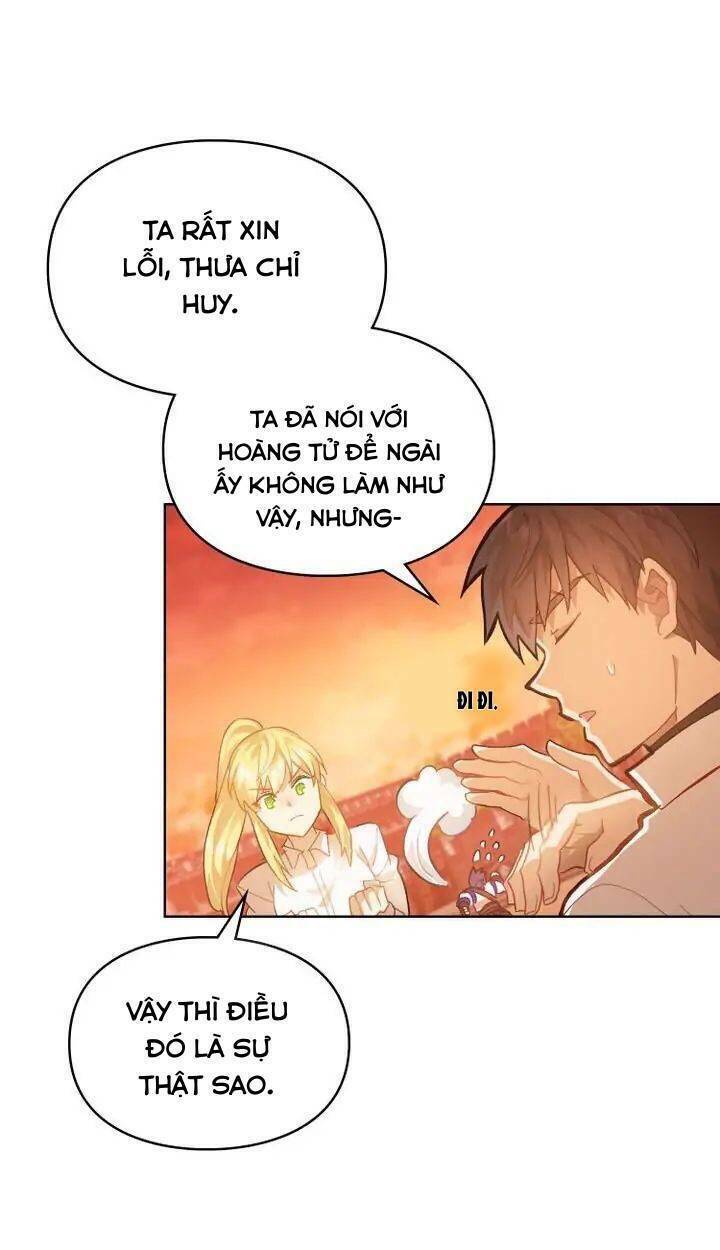 TA RẤT XIN
LỖI, THƯA CHỈ
HUY.
TA ĐÃ NÓI VỚI
HOÀNG TỬ ĐỂ NGÀI
ẤY KHÔNG LÀM NHƯ
VẬY, NHƯNG-
ĐI ĐI.
VẬY THÌ ĐIỀU
ĐÓ LÀ SỰ
THẬT SAO.